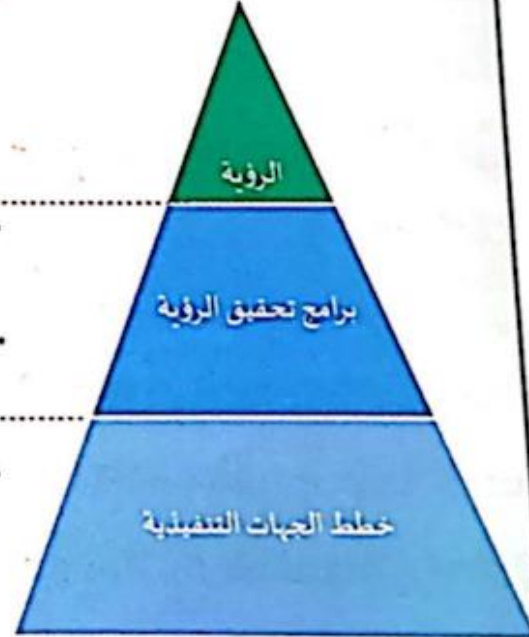 الرؤية
برامج تحقيق الرؤية
خطط الجهات التنفيذية